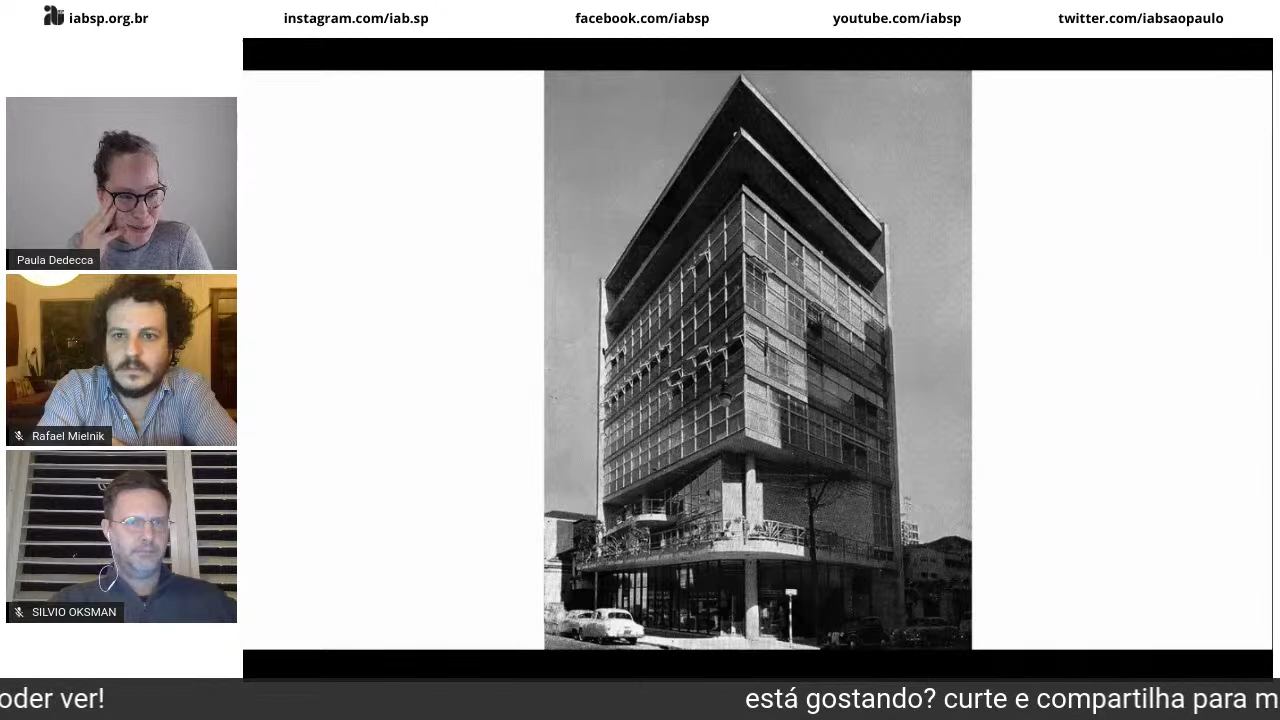 iabsp.org.br
instagram.com/iab.sp
facebook.com/iabsp
youtube.com/iabsp
twitter.com/iabsaopaulo
Paula Dedecca
Rafael Mielnik
SILVIO OKSMAN
oder ver!
está gostando? curte e compartilha para m